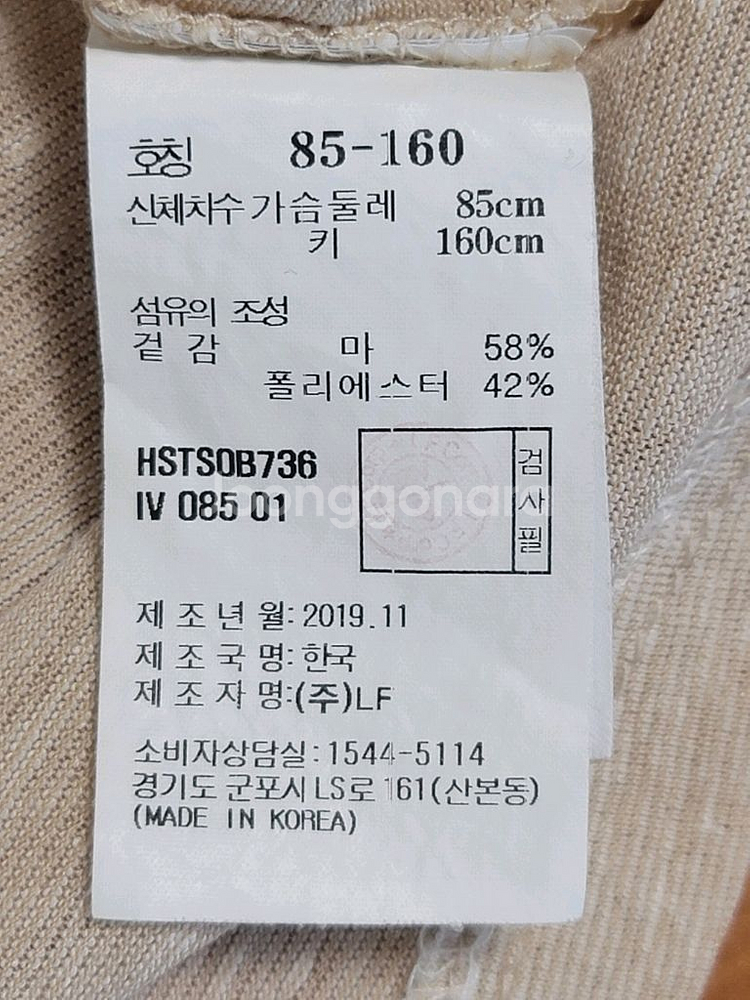 호칭 85-160
신체치수 가슴둘레 85cm
키 160cm
섬유의 조성
겉 감 마 58%
폴리에스터 42%
HSTS0B736
IV 085 01
검사필
joonggonara
제 조 년 월: 2019.11
제 조 국 명: 한국
제 조 자 명:(주)LF
소비자상담실:1544-5114
경기도 군포시 LS로 161(산본동)
(MADE IN KOREA)